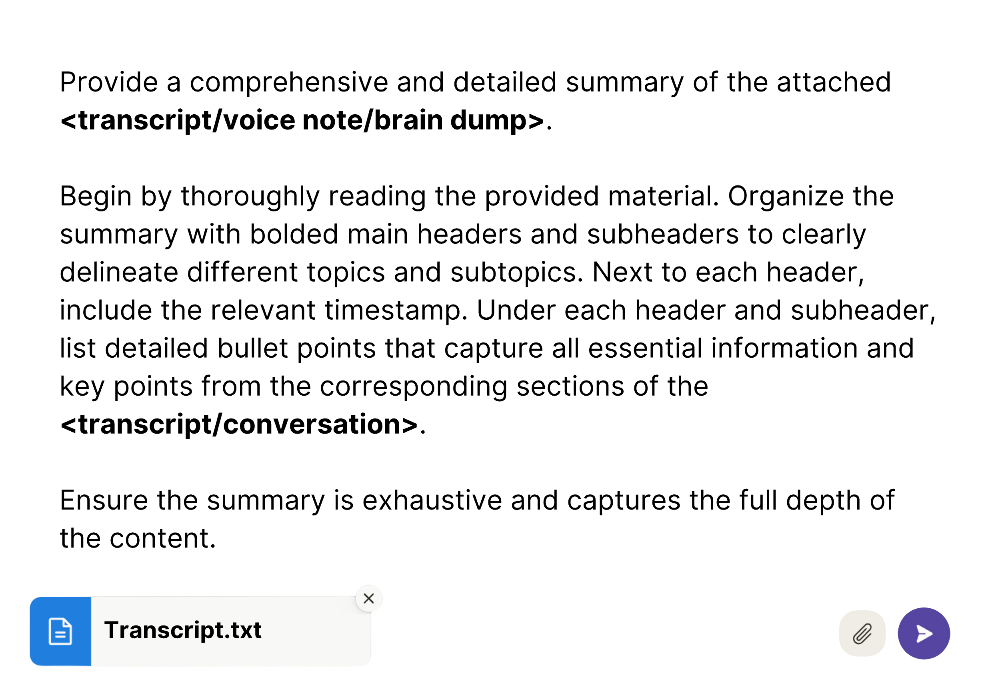 Provide a comprehensive and detailed summary of the attached
<transcript/voice note/brain dump>.
Begin by thoroughly reading the provided material. Organize the
summary with bolded main headers and subheaders to clearly
delineate different topics and subtopics. Next to each header,
include the relevant timestamp. Under each header and subheader,
list detailed bullet points that capture all essential information and
key points from the corresponding sections of the
<transcript/conversation>.
Ensure the summary is exhaustive and captures the full depth of
the content.
Transcript.txt